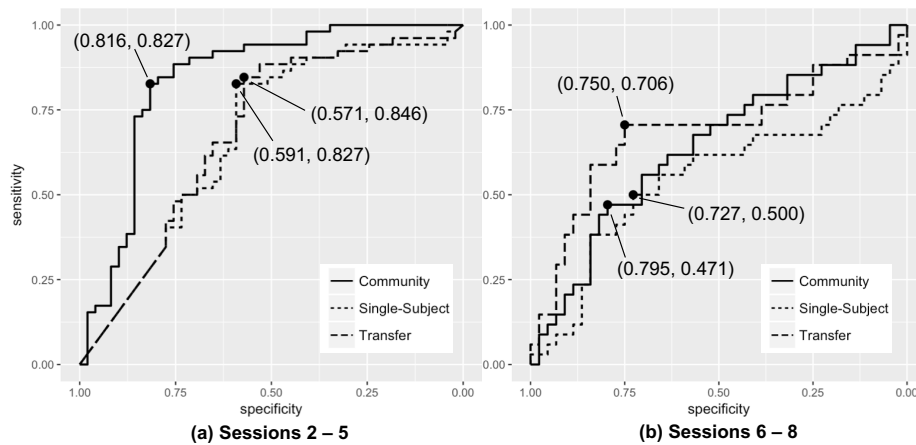 1.00
0.75
0.50
0.25
0.00
sensitivity
(0.816, 0.827)
(0.571, 0.846)
(0.591, 0.827)
Community
Single-Subject
Transfer
1.00 0.75 0.50 0.25 0.00
specificity
(a) Sessions 2 – 5
1.00
0.75
0.50
0.25
0.00
(0.750, 0.706)
(0.727, 0.500)
(0.795, 0.471)
Community
Single-Subject
Transfer
1.00 0.75 0.50 0.25 0.00
specificity
(b) Sessions 6 – 8